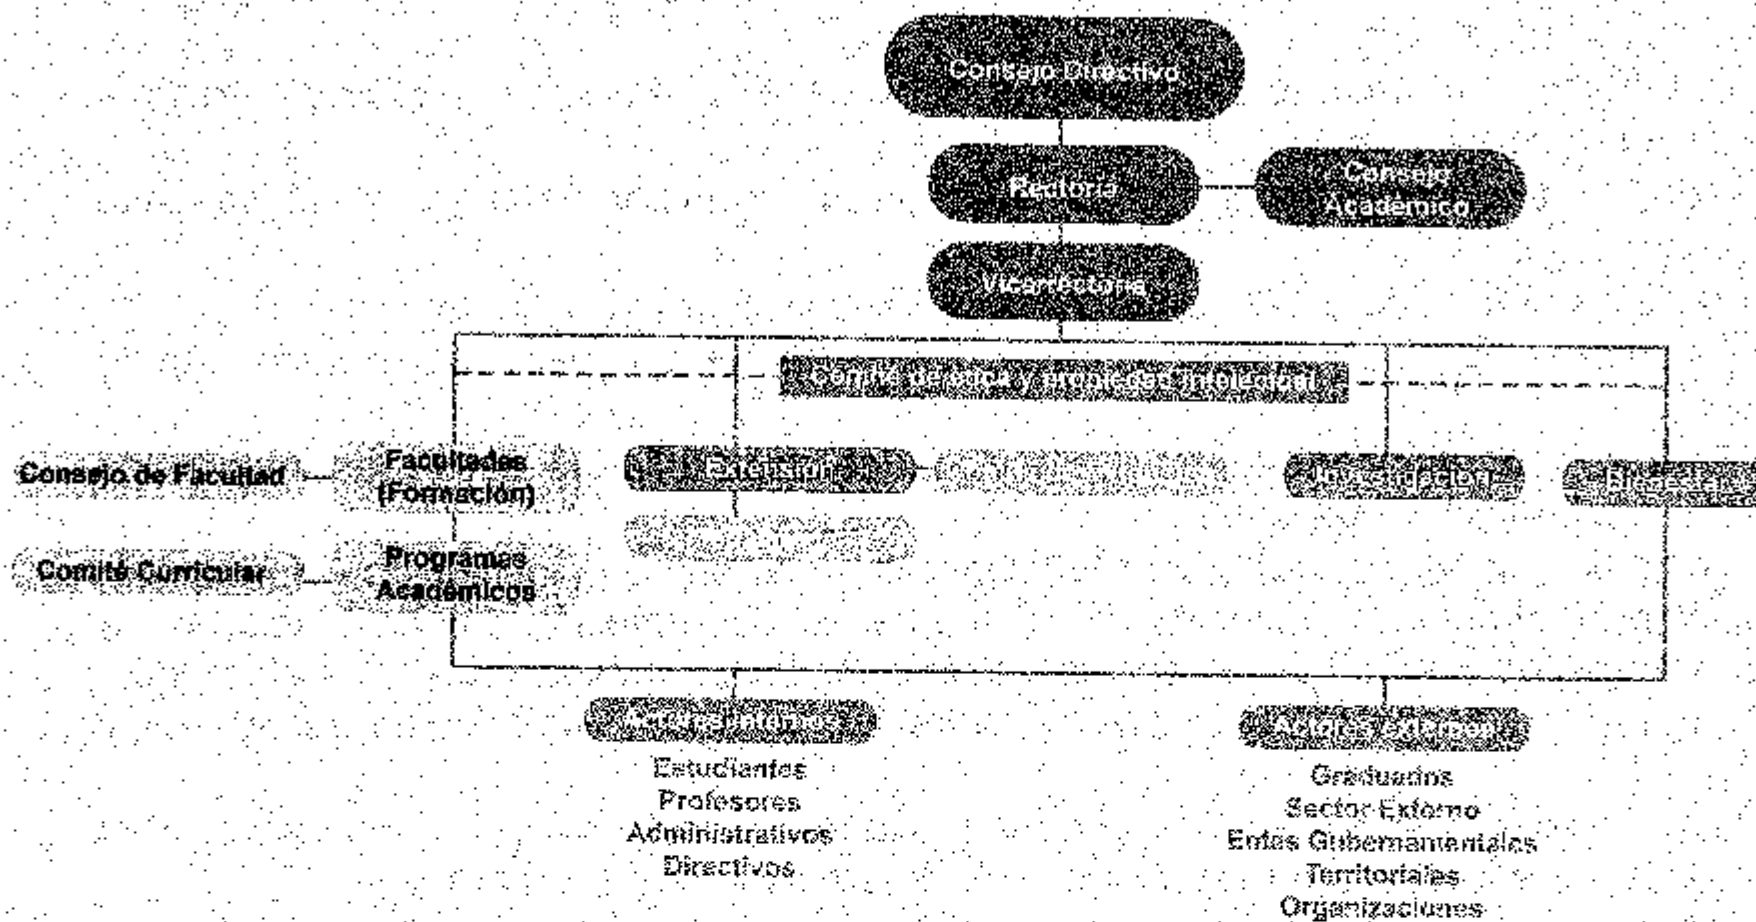 Consejo Directivo
Rectoría
Consejo
Académico
Vicerrectoría
Comité de ética y propiedad intelectual
Consejo de Facultad
Facultades
(Formación)
Extensión
Investigación
Bienestar
Comité Curricular
Programas
Académicos
Actores internos
Estudiantes
Profesores
Administrativos
Directivos
Actores externos
Graduados
Sector Externo
Entes Gubernamentales
Territoriales
Organizaciones